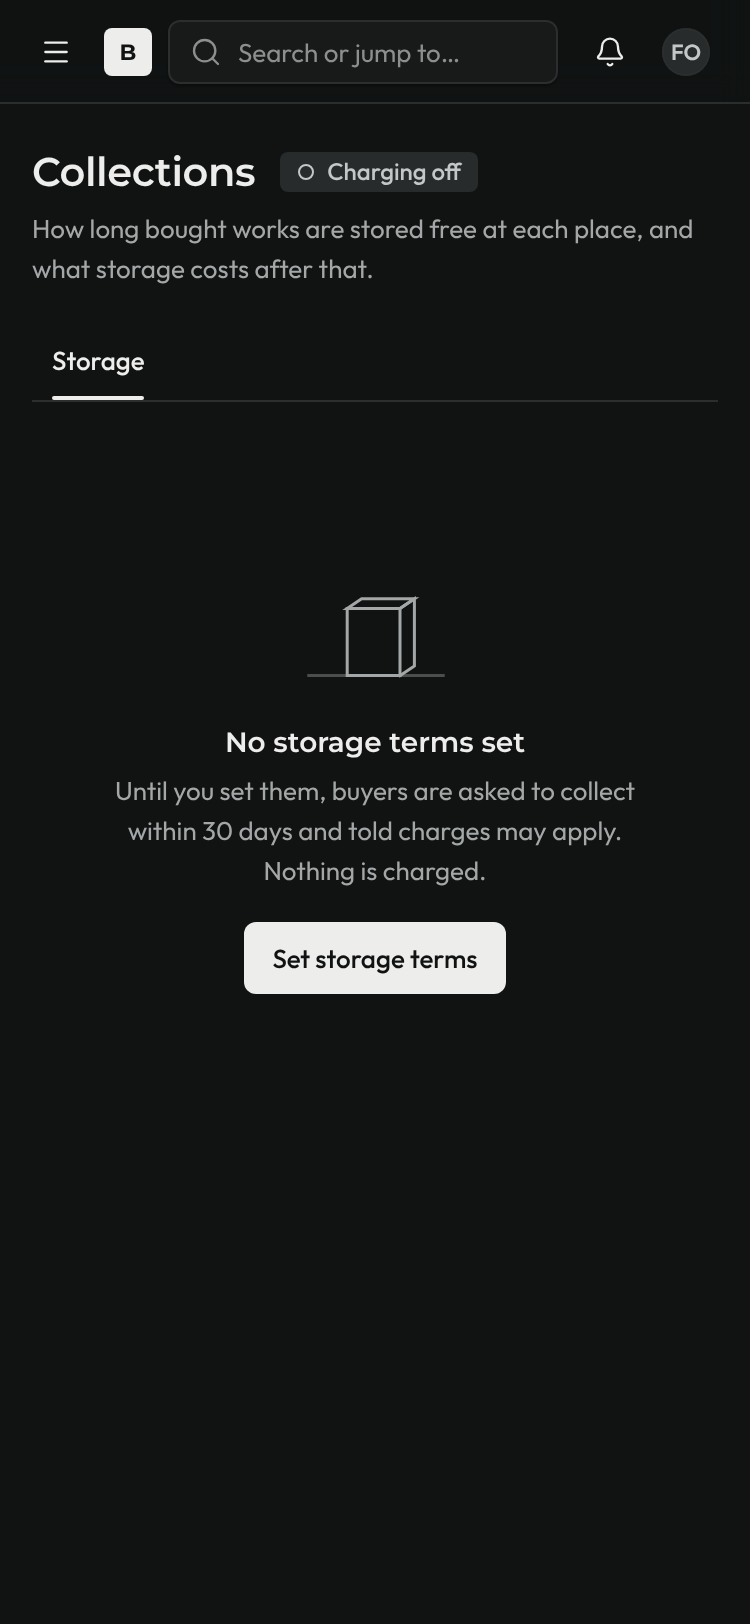 B
Search or jump to...
FO
Collections
Charging off
How long bought works are stored free at each place, and
what storage costs after that.
Storage
No storage terms set
Until you set them, buyers are asked to collect
within 30 days and told charges may apply.
Nothing is charged.
Set storage terms